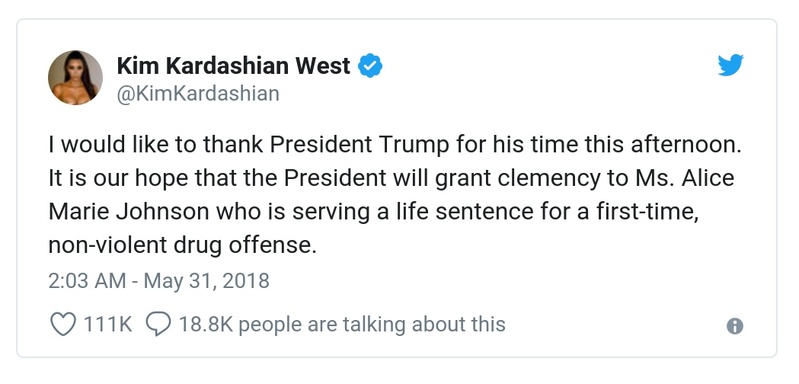 Kim Kardashian West
@KimKardashian
I would like to thank President Trump for his time this afternoon.
It is our hope that the President will grant clemency to Ms. Alice
Marie Johnson who is serving a life sentence for a first-time,
non-violent drug offense.
2:03 AM - May 31, 2018
111K 18.8K people are talking about this